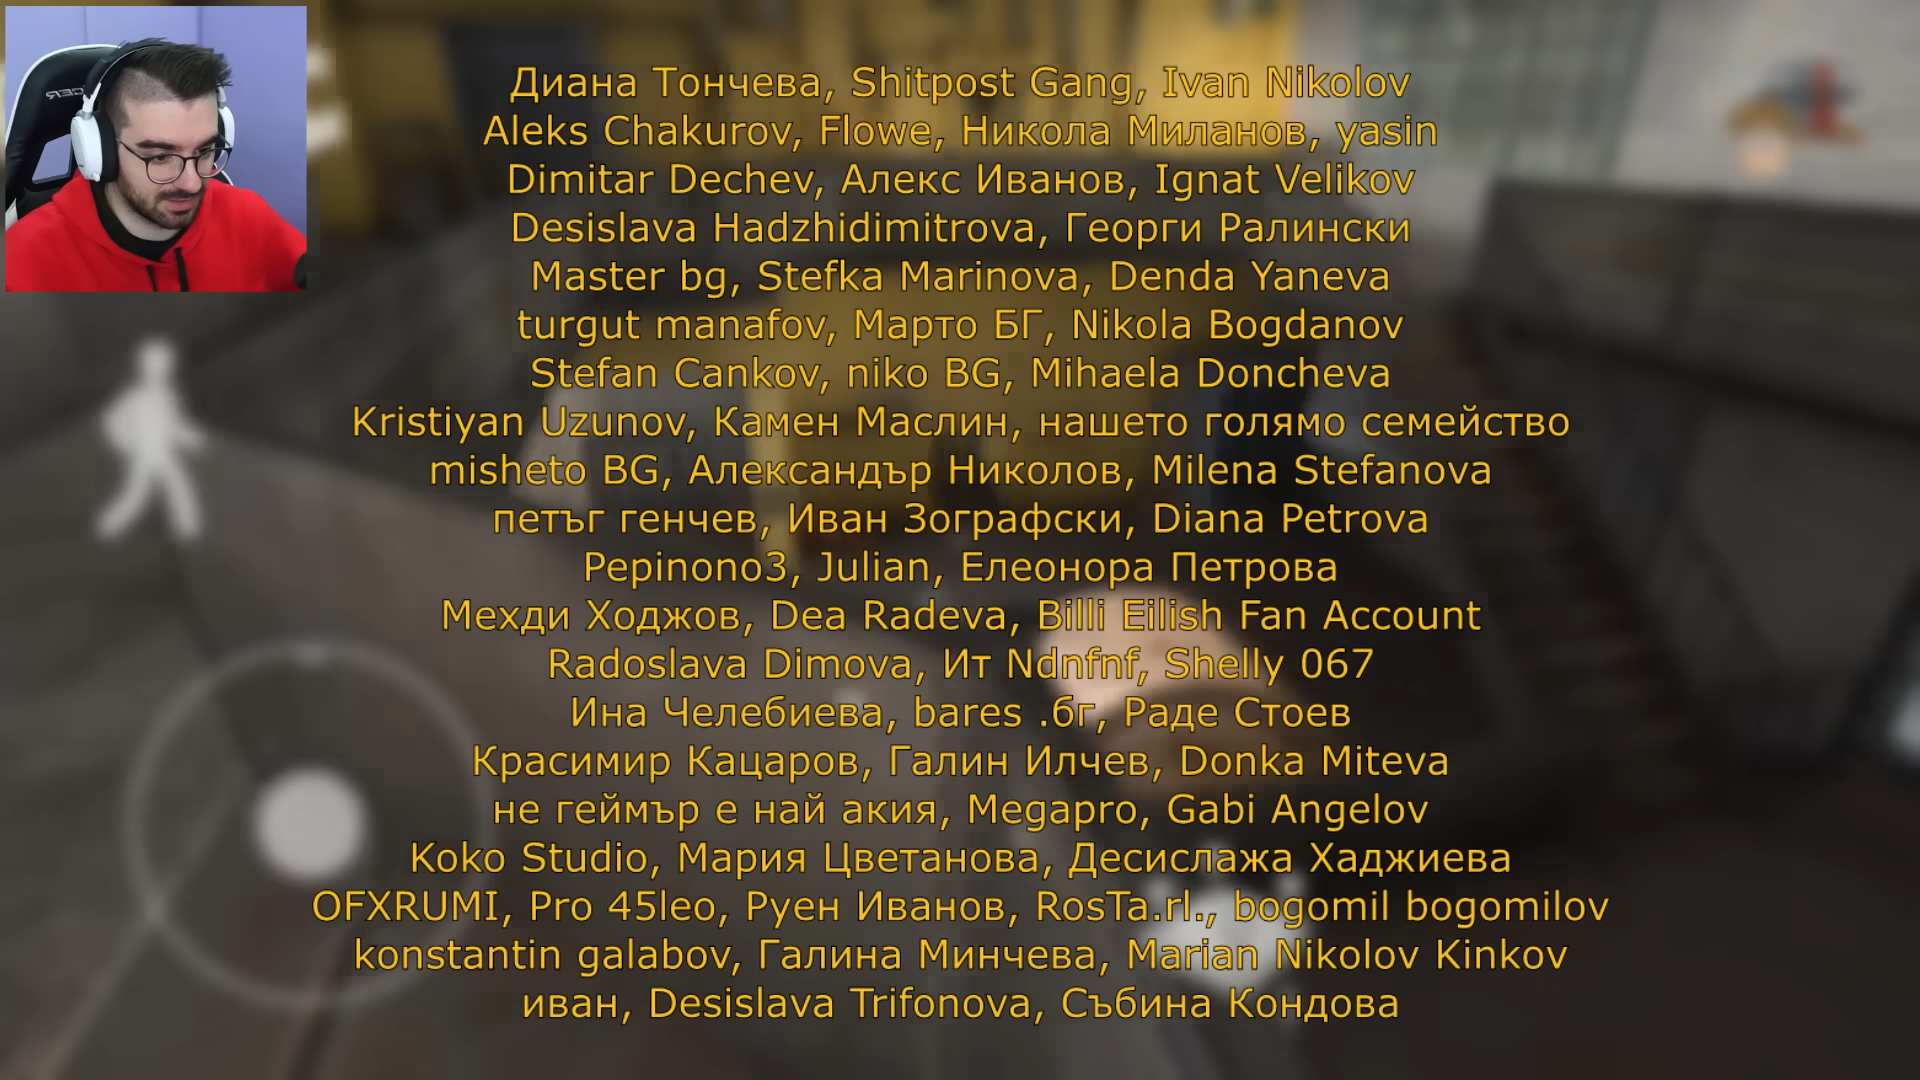 Диана Тончева, Shitpost Gang, Ivan Nikolov
Aleks Chakurov, Flowe, Никола Миланов, yasin
Dimitar Dechev, Алекс Иванов, Ignat Velikov
Desislava Hadzhidimitrova, Георги Ралински
Master bg, Stefka Marinova, Denda Yaneva
turgut manafov, Марто БГ, Nikola Bogdanov
Stefan Cankov, niko BG, Mihaela Doncheva
Kristiyan Uzunov, Камен Маслин, нашето голямо семейство
misheto BG, Александър Николов, Milena Stefanova
петъг генчев, Иван Зографски, Diana Petrova
Pepinono3, Julian, Елеонора Петрова
Мехди Ходжов, Dea Radeva, Billi Eilish Fan Account
Radoslava Dimova, Ит Ndnfnf, Shelly 067
Ина Челебиева, bares .бг, Раде Стоев
Красимир Кацаров, Галин Илчев, Donka Miteva
не геймър е най акия, Megapro, Gabi Angelov
Koko Studio, Мария Цветанова, Десислажа Хаджиева
OFXRUMI, Pro 45leo, Руен Иванов, RosTa.rl., bogomil bogomilov
konstantin galabov, Галина Минчева, Marian Nikolov Kinkov
иван, Desislava Trifonova, Събина Кондова